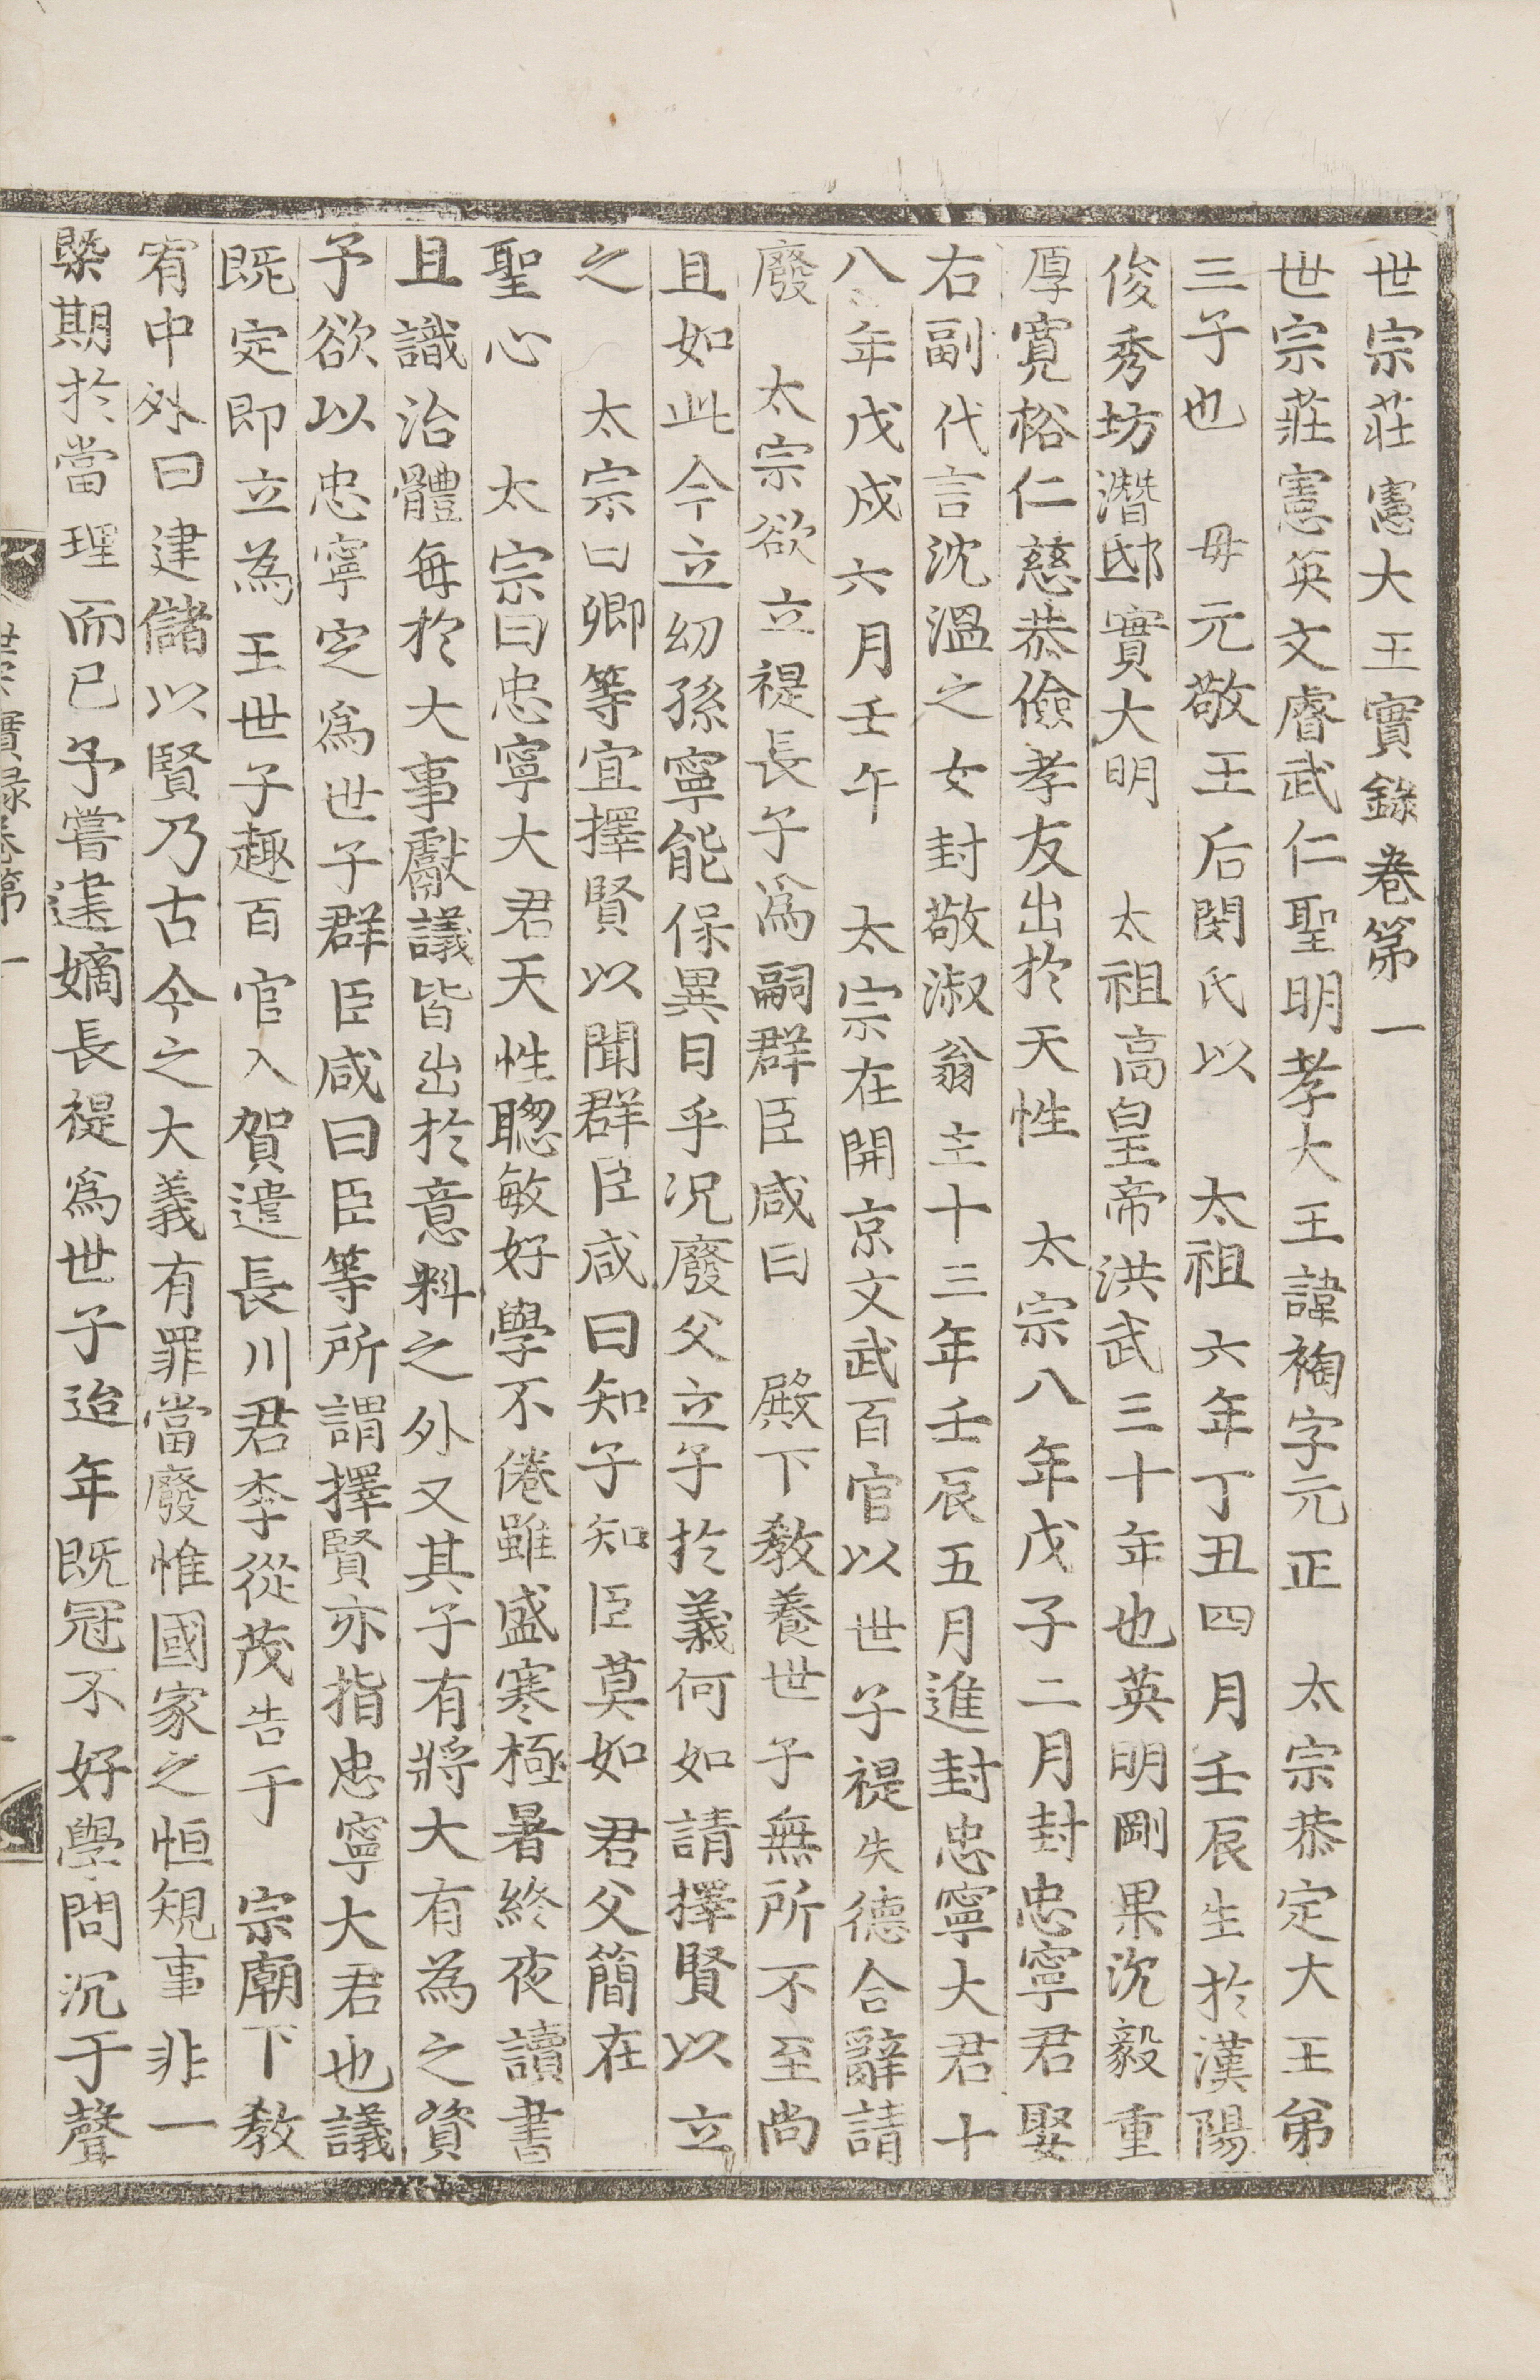 世宗莊憲大王實錄卷第一
世宗莊憲英文睿武仁聖明孝大王諱裪字元正 太宗恭定大王第
三子也 母 元敬王后閔氏以 太祖六年丁丑四月壬辰生於漢陽
俊秀坊潛邸實大明 太祖高皇帝洪武三十年也英明剛果沈毅重
厚寬裕仁慈恭儉孝友出於天性 太宗八年戊子二月封忠寧君娶
右副代言沈溫之女封敬淑翁主十三年壬辰五月進封忠寧大君十
八年戊戌六月壬午 太宗在開京文武百官以世子禔失德合辭請
廢 太宗欲立禔長子爲嗣群臣咸曰 殿下敎養世子無所不至尚
且如此今立幼孫寧能保異日乎況廢父立子於義何如請擇賢以立
之 太宗曰卿等宜擇賢以聞群臣咸曰知子知臣莫如 君父簡在
聖心 太宗曰忠寧大君天性聰敏好學不倦雖盛寒極暑終夜讀書
且識治體每於大事獻議皆出於意料之外又其子有將大有為之資
予欲以忠寧定爲世子群臣咸曰臣等所謂擇賢亦指忠寧大君也議
既定即立為王世子趣百官入賀遣長川君李從茂告于 宗廟下敎
宥中外曰建儲以賢乃古今之大義有罪當廢惟國家之恒規事非一
槩期於當理而已予嘗建嫡長禔爲世子迨年既冠不好學問沉于聲
世宗實録卷第一